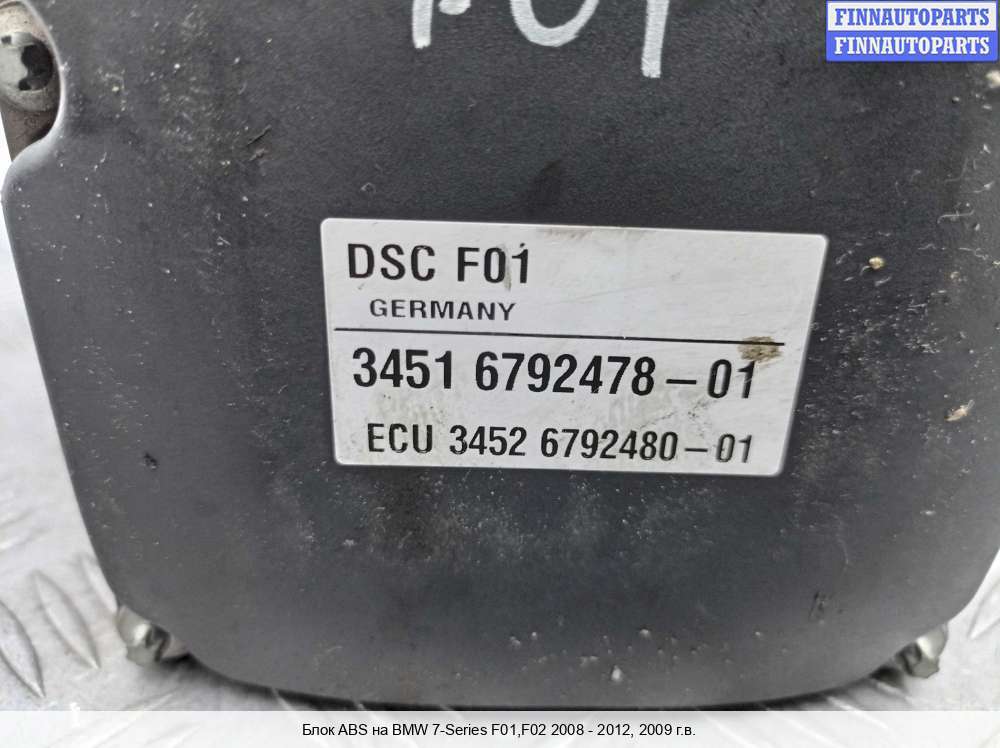 F01
FINNAUTOPARTS
FINNAUTOPARTS
DSC F01
GERMANY
3451 6792478-01
ECU 3452 6792480-01
Блок ABS на BMW 7-Series F01,F02 2008 - 2012, 2009 г.в.